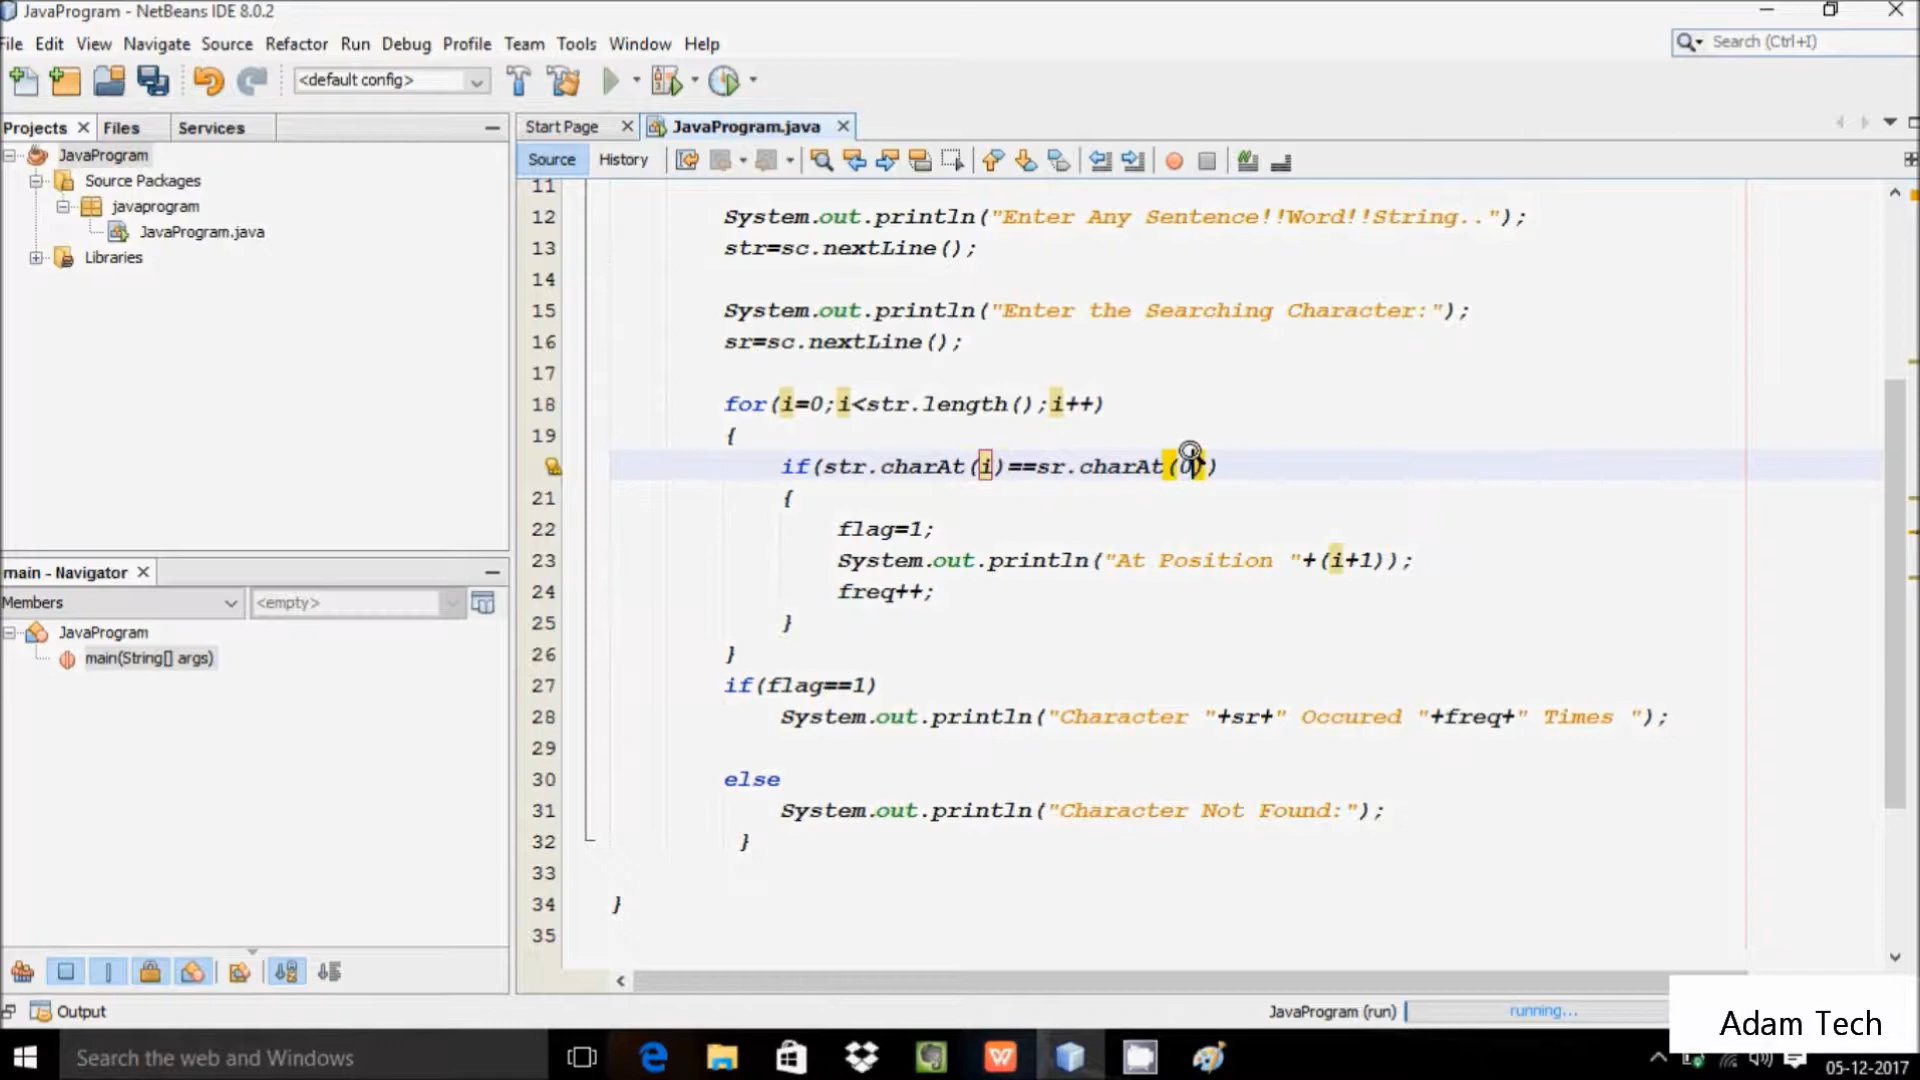 JavaProgram - NetBeans IDE 8.0.2
File Edit View Navigate Source Refactor Run Debug Profile Team Tools Window Help
Search (Ctrl+I)
<default config>
Projects Files Services
Start Page JavaProgram.java
Source History
JavaProgram
Source Packages
javaprogram
JavaProgram.java
Libraries
11
12 System.out.println("Enter Any Sentence!!Word!!String..");
13 str=sc.nextLine();
14
15 System.out.println("Enter the Searching Character:");
16 sr=sc.nextLine();
17
18 for(i=0;i<str.length();i++)
19 {
if(str.charAt(i)==sr.charAt(0))
21 {
22 flag=1;
23 System.out.println("At Position "+(i+1));
24 freq++;
25 }
26 }
27 if(flag==1)
28 System.out.println("Character "+sr+" Occured "+freq+" Times ");
29
30 else
31 System.out.println("Character Not Found:");
32 }
33
34 }
35
main - Navigator
Members <empty>
JavaProgram
main(String[] args)
Output
JavaProgram (run) running...
Adam Tech
Search the web and Windows
05-12-2017